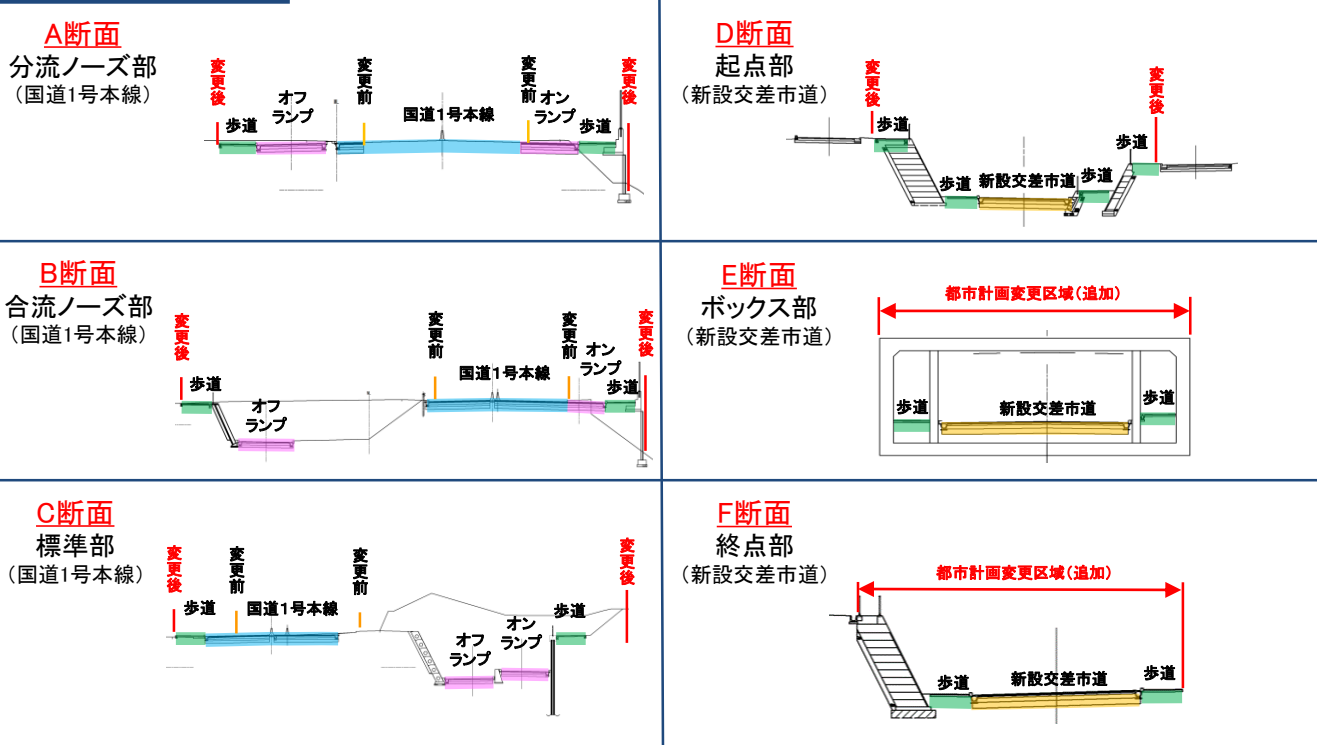 A断面
分流ノーズ部
（国道1号本線）
変更後
歩道
オフ
ランプ
変更前
国道1号本線
変更前
オン
ランプ
歩道
変更後
B断面
合流ノーズ部
（国道1号本線）
変更後
歩道
オフ
ランプ
変更前
国道1号本線
変更前
オン
ランプ
歩道
変更後
C断面
標準部
（国道1号本線）
変更後
歩道
変更前
国道1号本線
変更前
オフ
ランプ
オン
ランプ
歩道
変更後
D断面
起点部
（新設交差市道）
変更後
歩道
歩道
新設交差市道
歩道
歩道
変更後
E断面
ボックス部
（新設交差市道）
都市計画変更区域（追加）
歩道
新設交差市道
歩道
F断面
終点部
（新設交差市道）
都市計画変更区域（追加）
歩道
新設交差市道
歩道